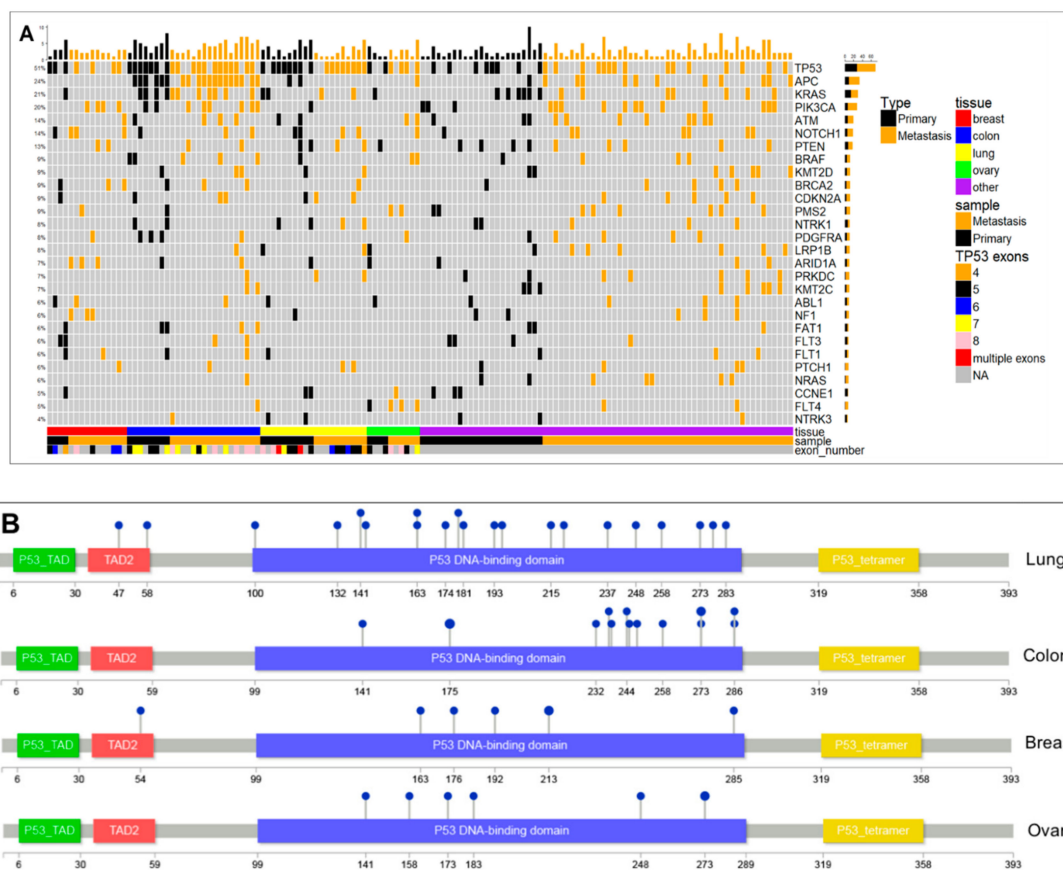 A
TP53
51%
APC
24%
KRAS
21%
PIK3CA
20%
ATM
14%
NOTCH1
14%
PTEN
13%
BRAF
9%
KMT2D
9%
BRCA2
9%
CDKN2A
9%
PMS2
NTRK1
8%
PDGFRA
LRP1B
8%
ARID1A
7%
PRKDC
7%
KMT2C
7%
ABL1
6%
NF1
6%
FAT1
6%
FLT3
6%
FLT1
6%
PTCH1
6%
NRAS
6%
CCNE1
5%
FLT4
5%
NTRK3
4%
tissue
sample
exon_number
Type
Primary
Metastasis
tissue
breast
colon
lung
ovary
other
sample
Metastasis
Primary
TP53 exons
4
5
6
7
8
multiple exons
NA
B
P53_TAD TAD2 P53 DNA-binding domain P53_tetramer Lung
6 30 47 58 100 132 141 163 174 181 193 215 237 248 258 273 283 319 358 393
P53_TAD TAD2 P53 DNA-binding domain P53_tetramer Color
6 30 59 99 141 175 232 244 258 273 286 319 358 393
P53_TAD TAD2 P53 DNA-binding domain P53_tetramer Brea
6 30 54 99 163 176 192 213 285 319 358 393
P53_TAD TAD2 P53 DNA-binding domain P53_tetramer Ovar
6 30 59 99 141 158 173 183 248 273 289 319 358 393